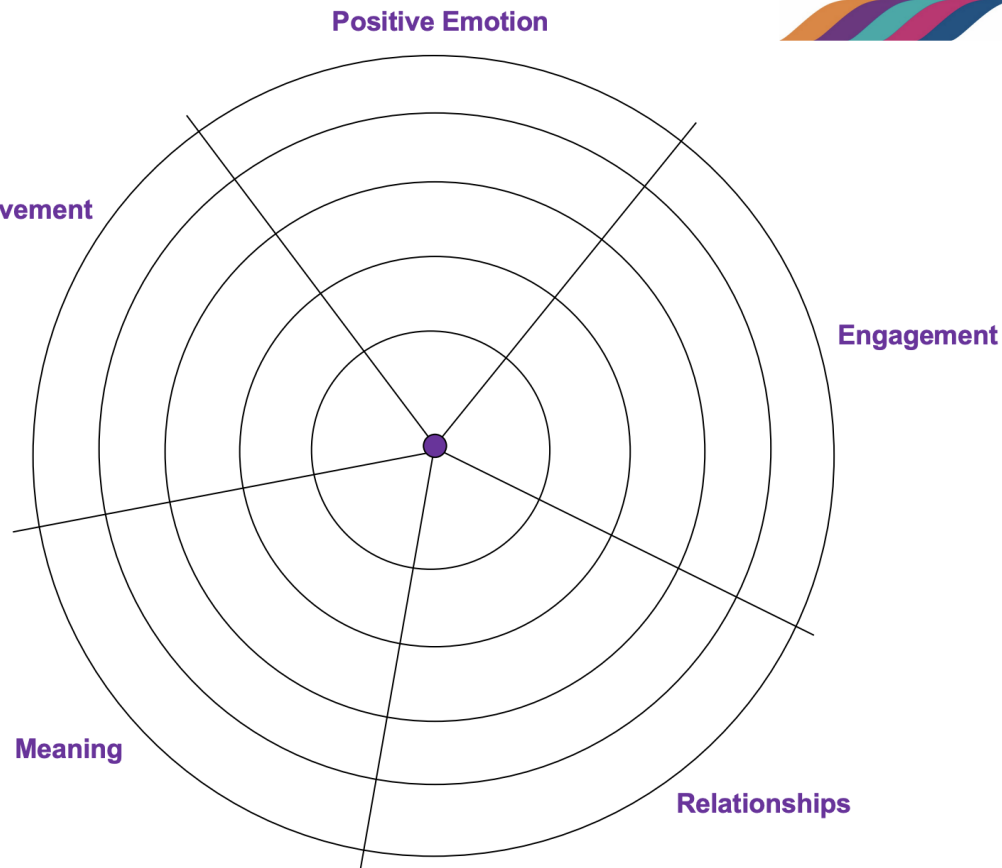 Positive Emotion
vement
Engagement
Meaning
Relationships